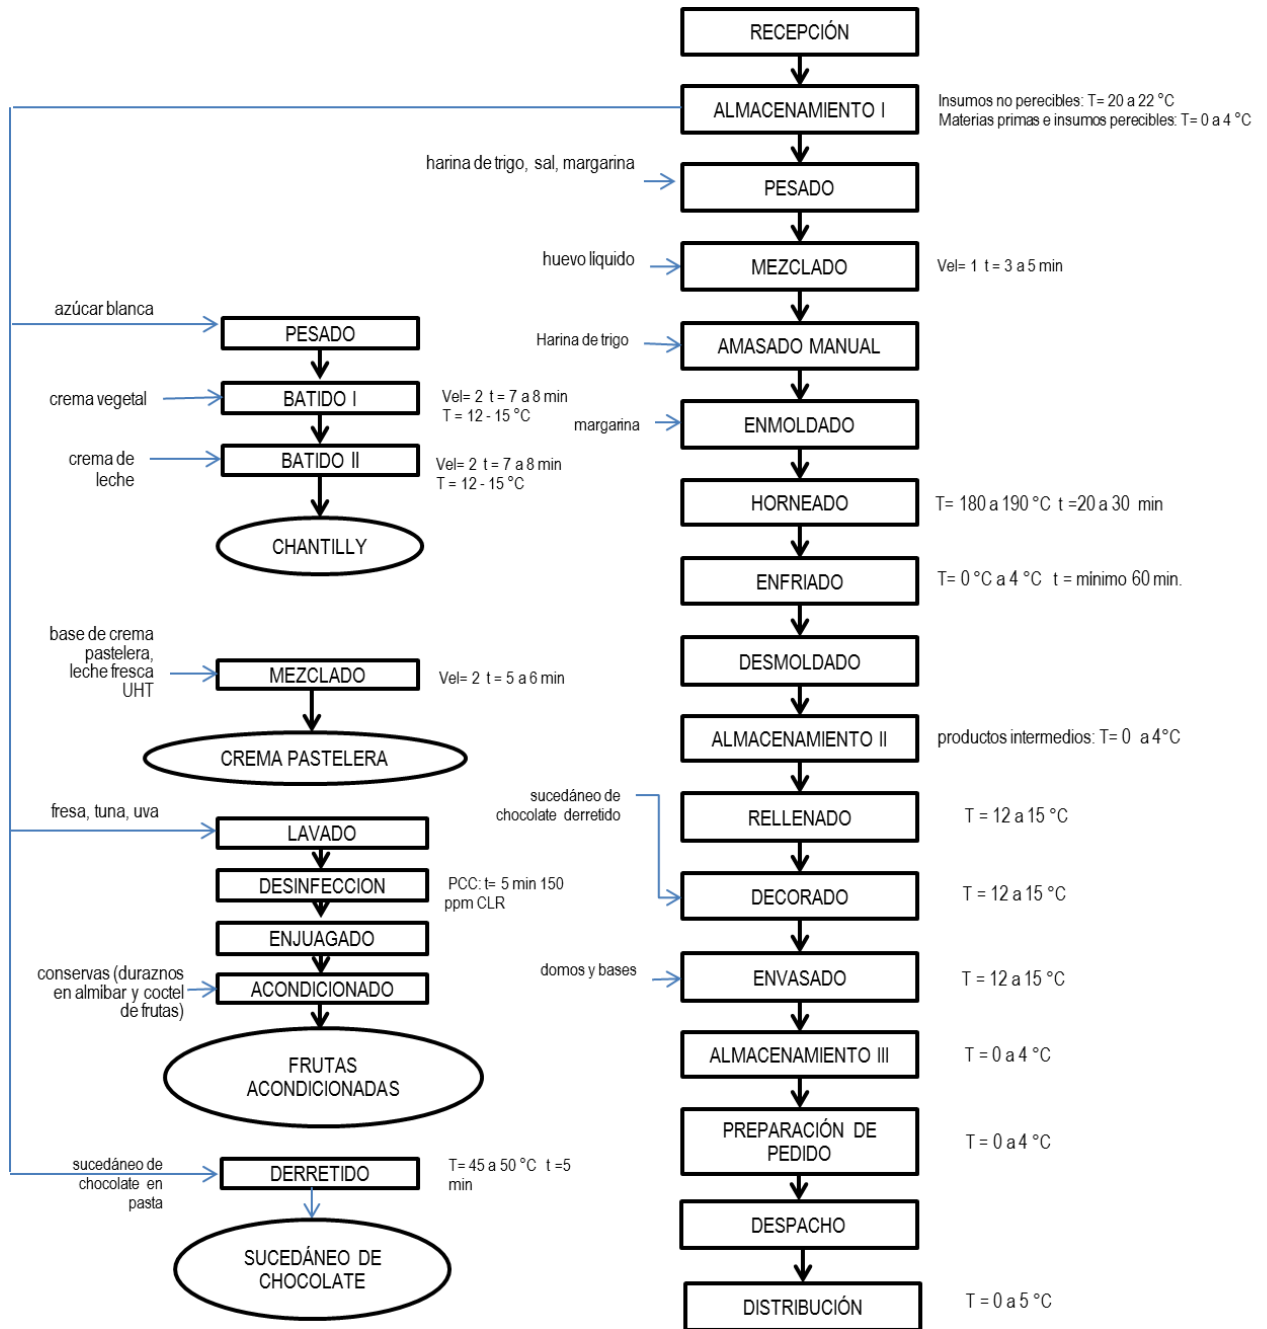 RECEPCIÓN
ALMACENAMIENTO I
Insumos no perecibles: T= 20 a 22 °C
Materias primas e insumos perecibles: T= 0 a 4 °C
harina de trigo, sal, margarina
PESADO
huevo líquido
MEZCLADO
Vel= 1 t = 3 a 5 min
Harina de trigo
AMASADO MANUAL
margarina
ENMOLDADO
HORNEADO
T= 180 a 190 °C t =20 a 30 min
ENFRIADO
T= 0 °C a 4 °C t = mínimo 60 min.
DESMOLDADO
ALMACENAMIENTO II
productos intermedios: T= 0 a 4°C
RELLENADO
T = 12 a 15 °C
sucedáneo de
chocolate derretido
DECORADO
T = 12 a 15 °C
domos y bases
ENVASADO
T = 12 a 15 °C
ALMACENAMIENTO III
T = 0 a 4 °C
PREPARACIÓN DE
PEDIDO
T = 0 a 4 °C
DESPACHO
DISTRIBUCIÓN
T = 0 a 5 °C
azúcar blanca
PESADO
crema vegetal
BATIDO I
Vel= 2 t = 7 a 8 min
T = 12 - 15 °C
crema de
leche
BATIDO II
Vel= 2 t = 7 a 8 min
T = 12 - 15 °C
CHANTILLY
base de crema
pastelera,
leche fresca
UHT
MEZCLADO
Vel= 2 t = 5 a 6 min
CREMA PASTELERA
fresa, tuna, uva
LAVADO
DESINFECCION
PCC: t= 5 min 150
ppm CLR
ENJUAGADO
conservas (duraznos
en almibar y coctel
de frutas)
ACONDICIONADO
FRUTAS
ACONDICIONADAS
sucedáneo de
chocolate en
pasta
DERRETIDO
T= 45 a 50 °C t =5
min
SUCEDÁNEO DE
CHOCOLATE